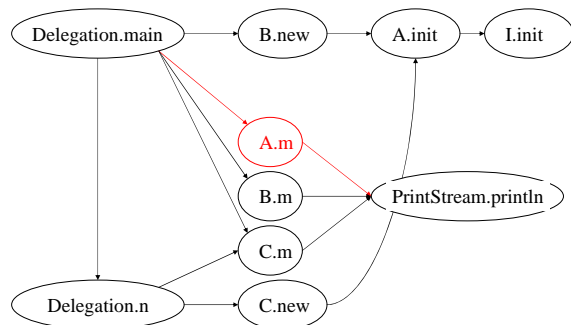 Delegation.main
B.new
A.init
I.init
A.m
B.m
PrintStream.println
C.m
Delegation.n
C.new